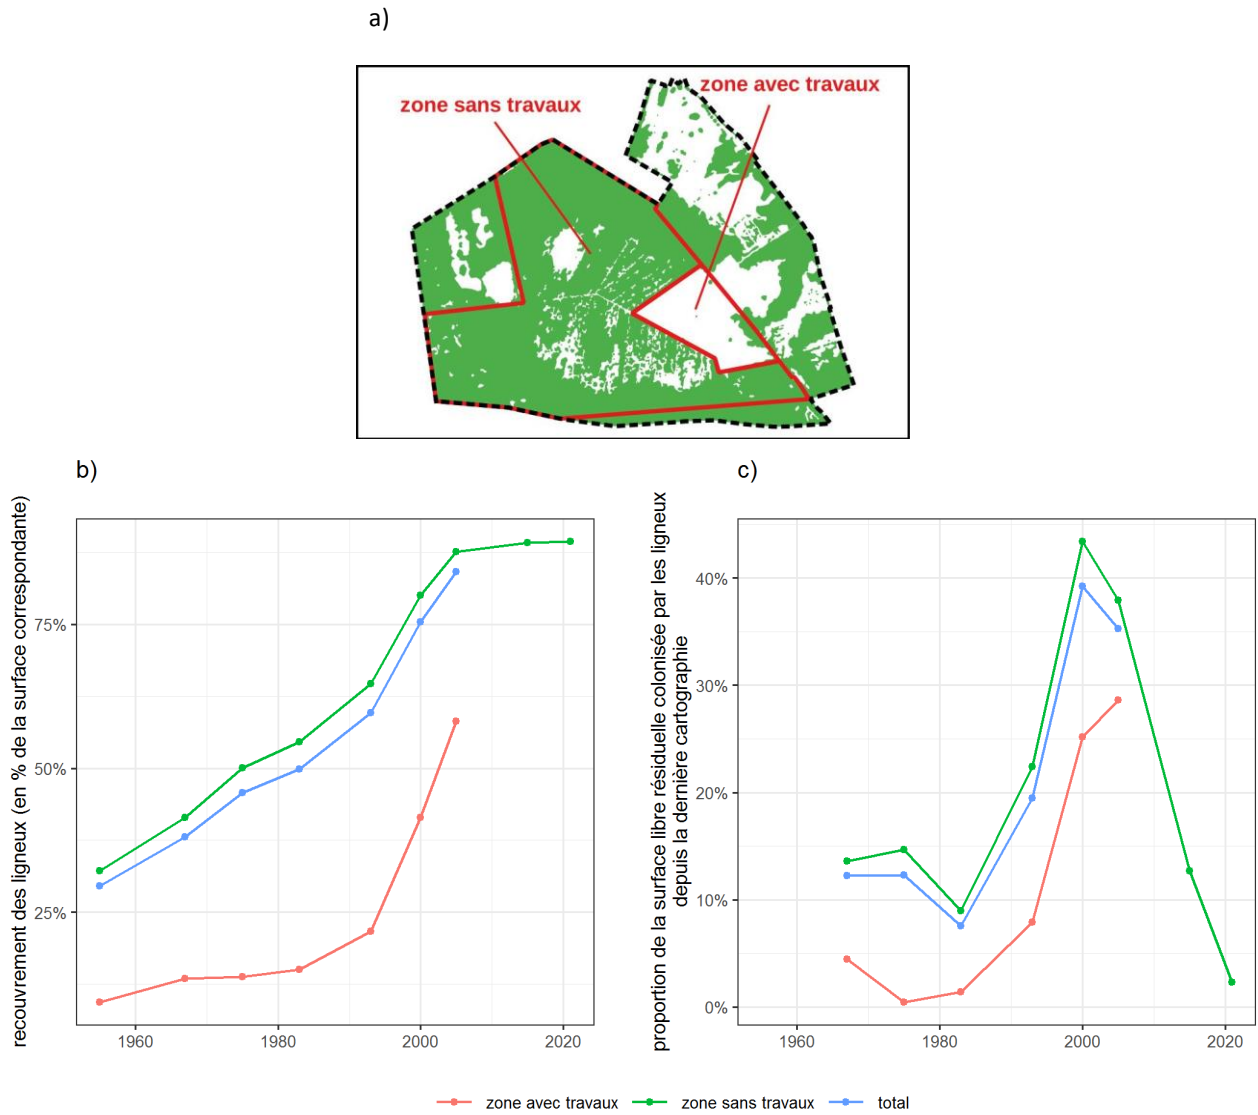 a)
zone sans travaux
zone avec travaux
b)
c)
recouvrement des ligneux (en % de la surface correspondante)
75%
50%
25%
1960
1980
2000
2020
proportion de la surface libre résiduelle colonisée par les ligneux
depuis la dernière cartographie
40%
30%
20%
10%
0%
1960
1980
2000
2020
zone avec travaux
zone sans travaux
total